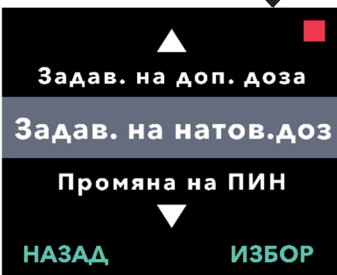 Задав. на доп. доза
Задав. на натов.доз
Промяна на ПИН
НАЗАД ИЗБОР